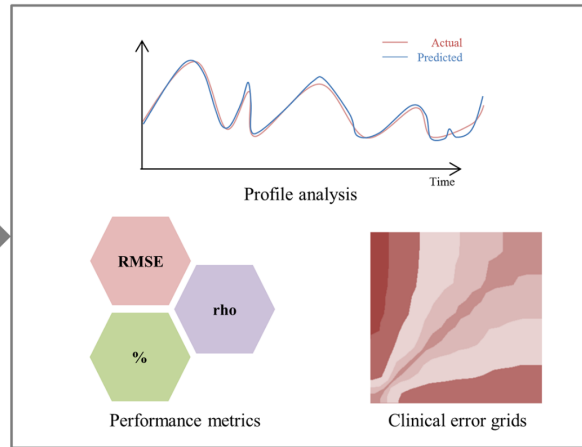 Actual
Predicted
Time
Profile analysis
RMSE
rho
%
Performance metrics
Clinical error grids